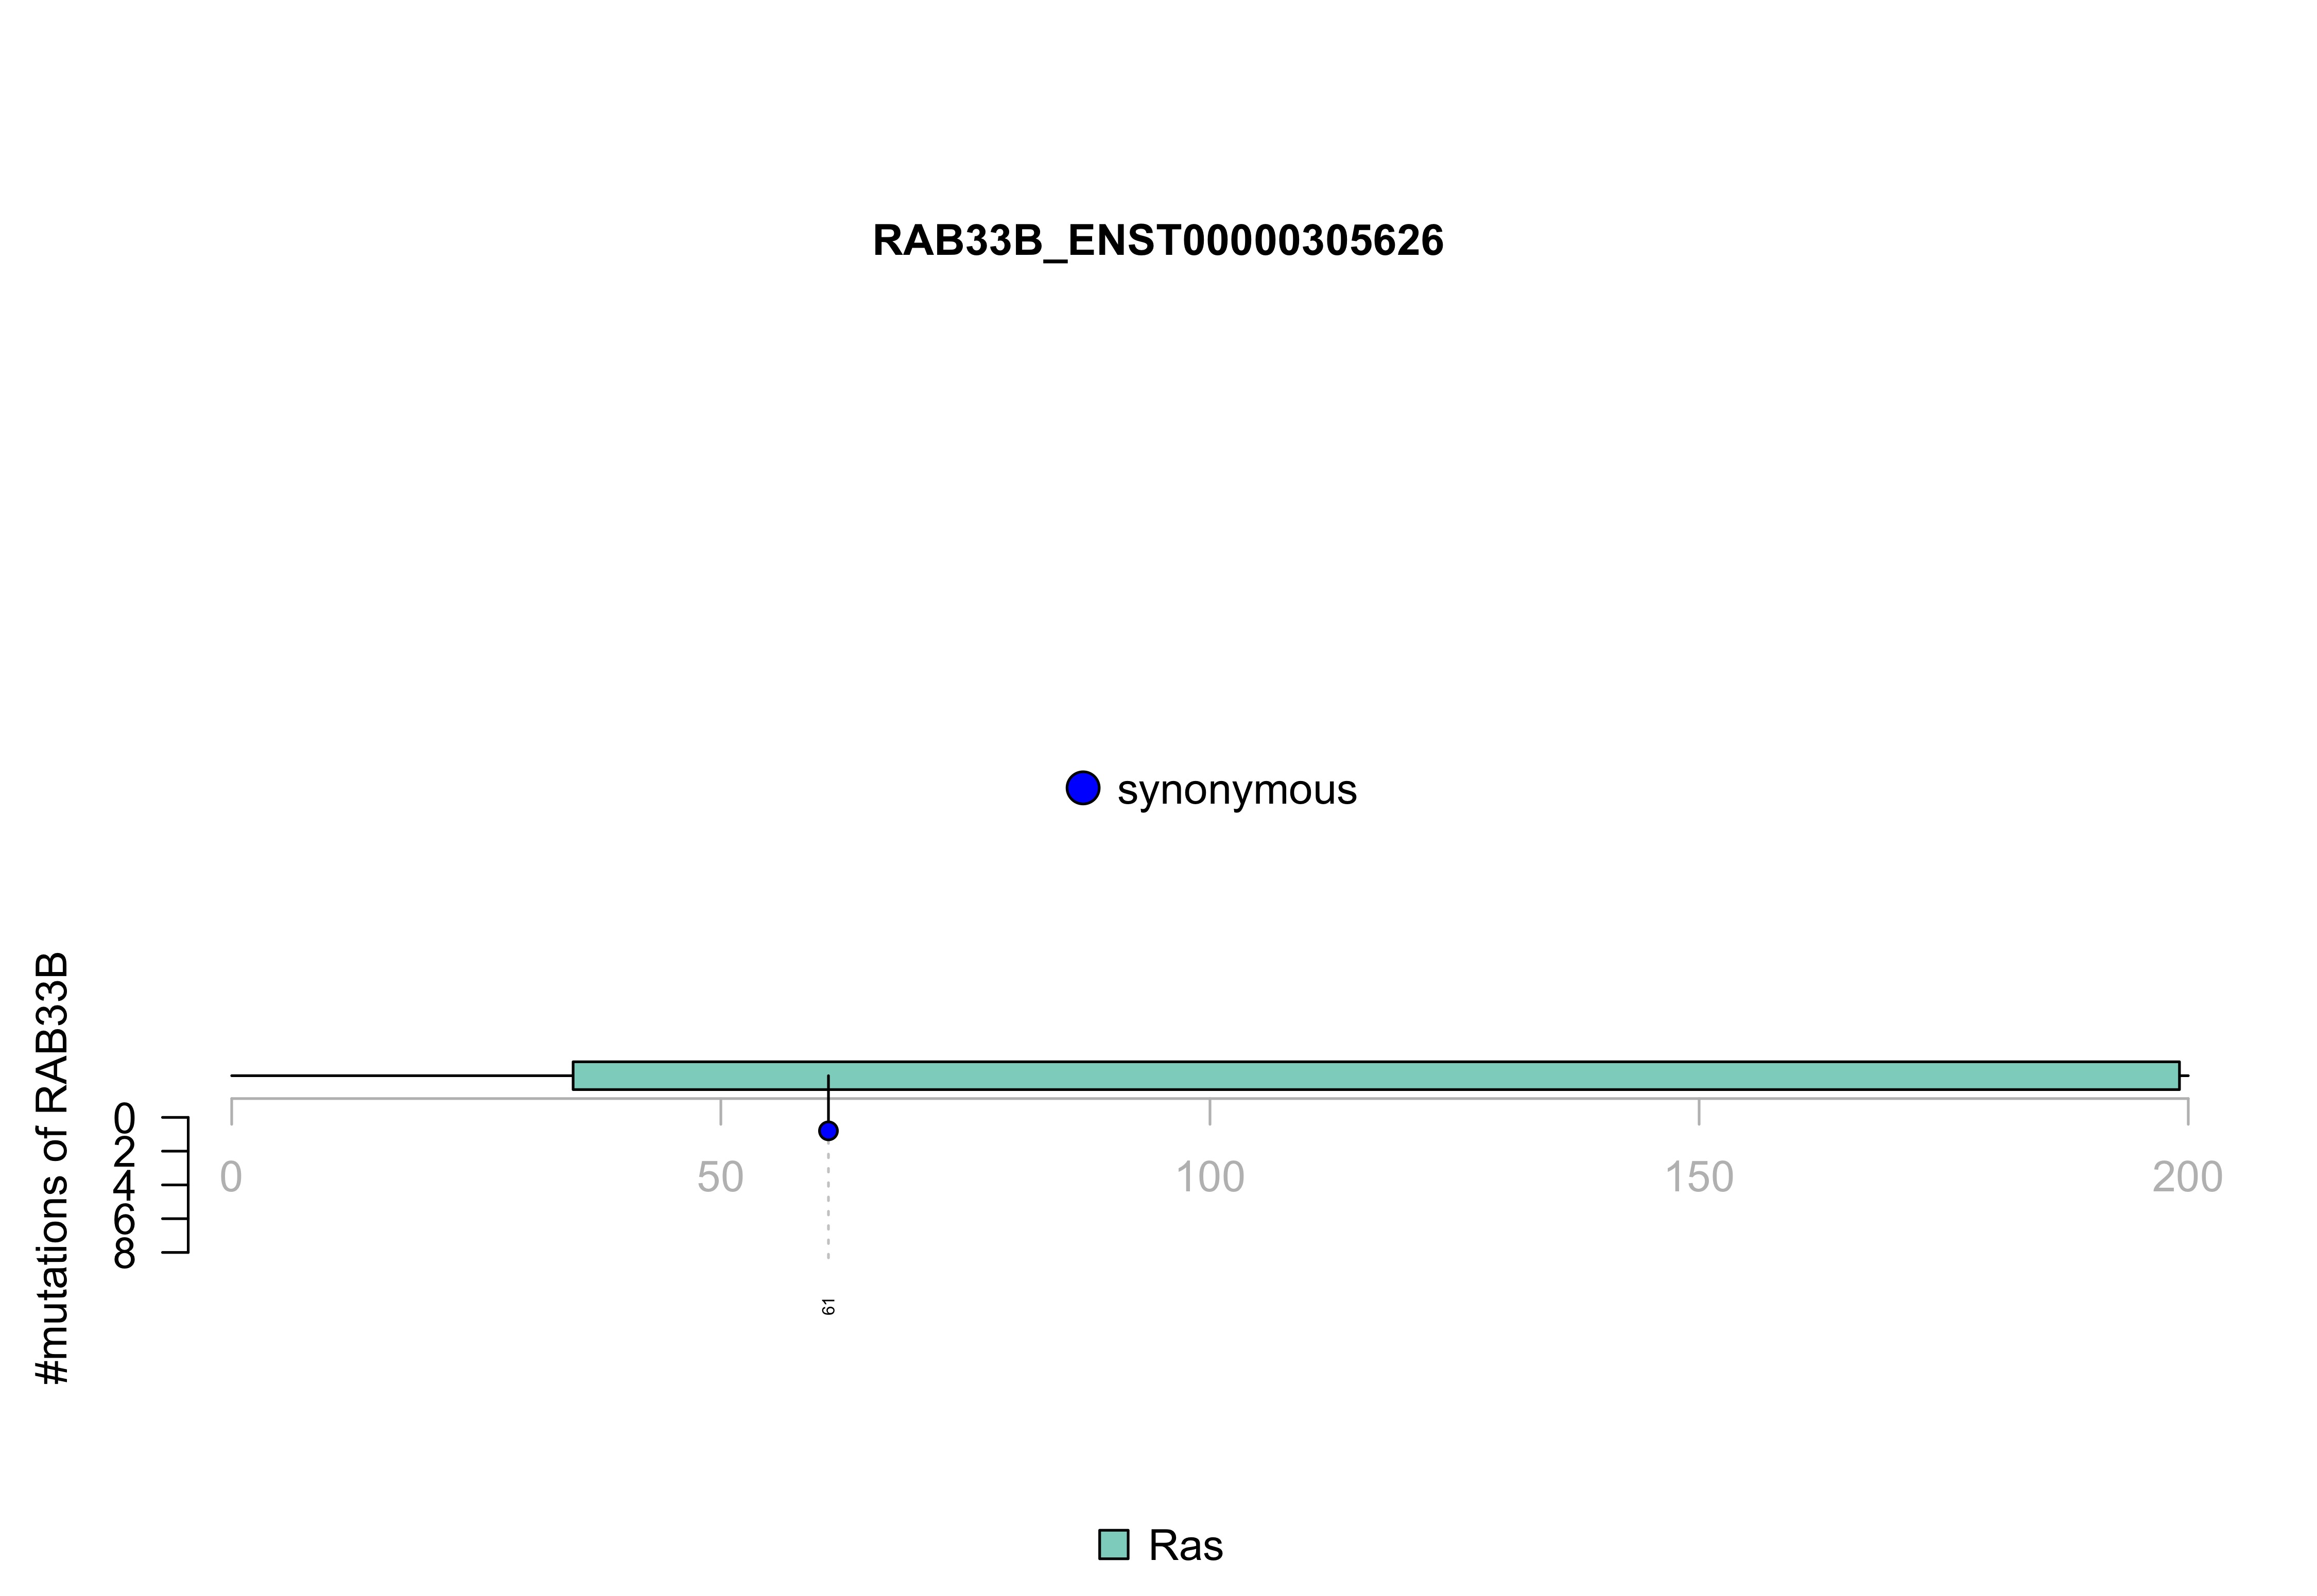 RAB33B_ENST00000305626
synonymous
#mutations of RAB33B
0
2
4
6
8
0 50 100 150 200
61
Ras